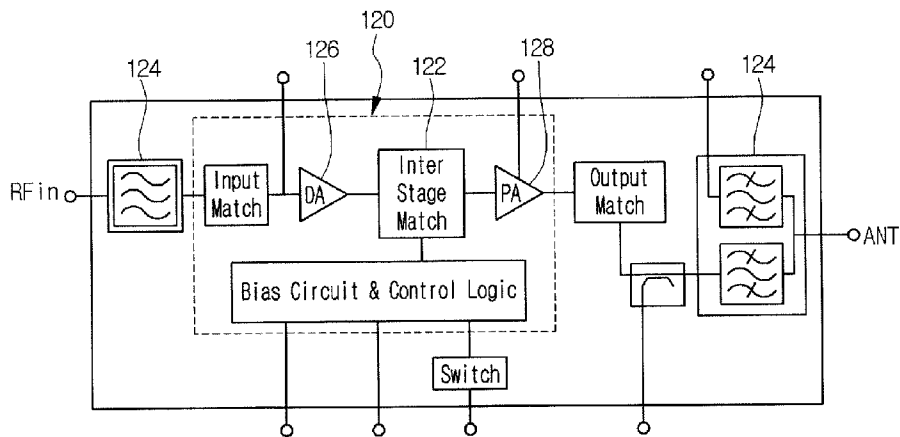 120
124
126
122
128
124
RFin
Input
Match
DA
Inter
Stage
Match
PA
Output
Match
ANT
Bias Circuit & Control Logic
Switch